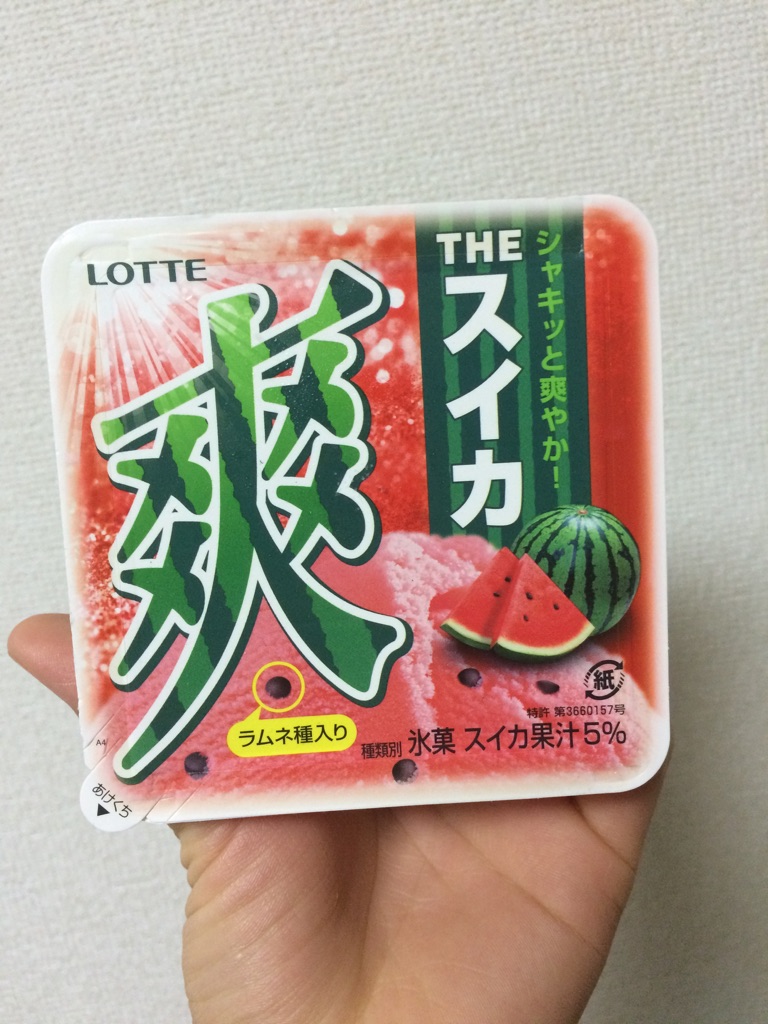 LOTTE
爽
THE
スイカ
シャキッと爽やか!
ラムネ種入り
紙
特許 第3660157号
種類別 氷菓 スイカ果汁5%
A4
あけくち